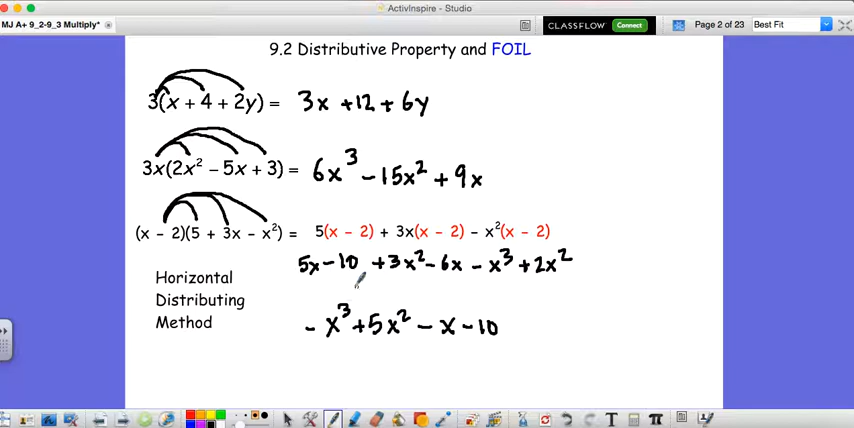 ActivInspire - Studio
MJ A+ 9_2-9_3 Multiply*
CLASSFLOW Connect
Page 2 of 23
Best Fit
9.2 Distributive Property and FOIL
3(x + 4 + 2y) = 3x +12 + 6y
3x(2x² - 5x + 3) = 6x³ - 15x² + 9x
(x - 2)(5 + 3x - x²) = 5(x - 2) + 3x(x - 2) - x²(x - 2)
5x - 10 + 3x² - 6x - x³ + 2x²
Horizontal
Distributing
Method
- x³ + 5x² - x - 10